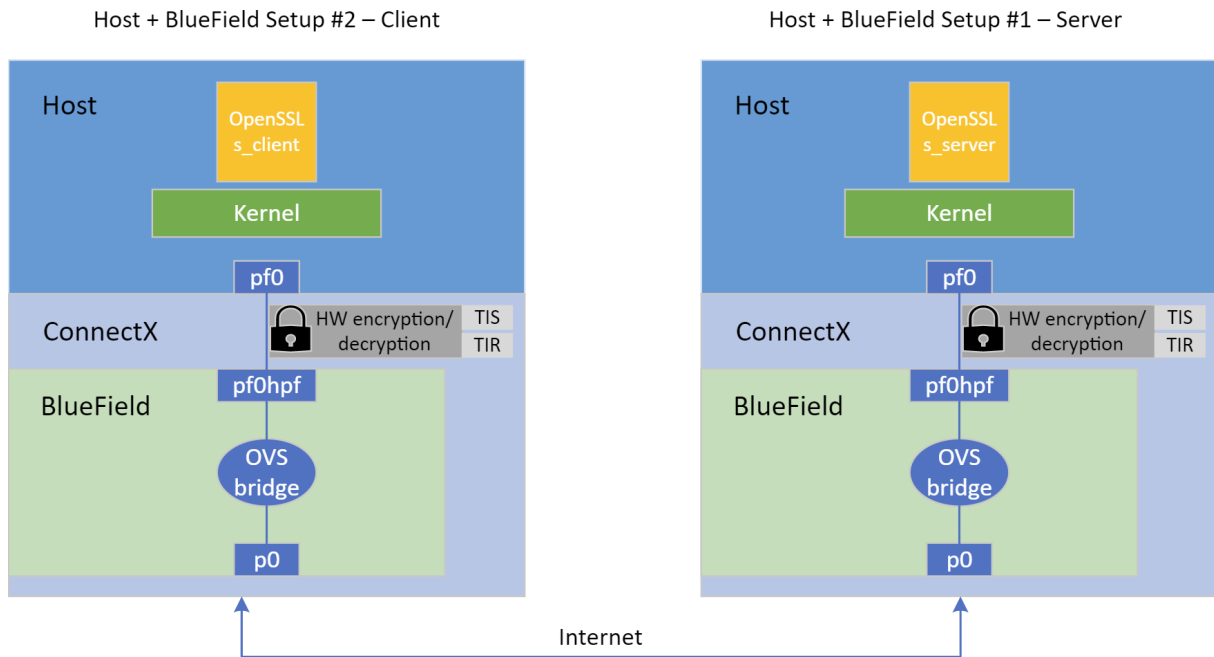 Host + BlueField Setup #2 – Client
Host
OpenSSL
s_client
Kernel
pf0
ConnectX
HW encryption/
decryption
TIS
TIR
BlueField
pf0hpf
OVS
bridge
p0
Host + BlueField Setup #1 – Server
Host
OpenSSL
s_server
Kernel
pf0
ConnectX
HW encryption/
decryption
TIS
TIR
BlueField
pf0hpf
OVS
bridge
p0
Internet